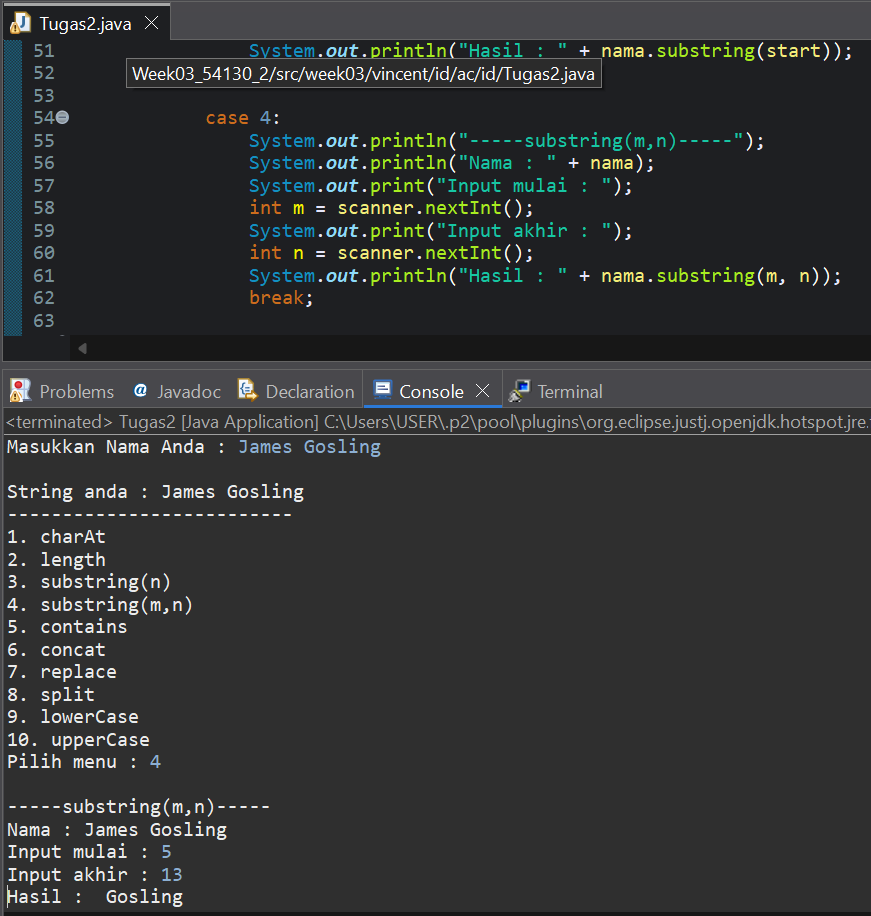 Tugas2.java
51 System.out.println("Hasil : " + nama.substring(start));
52
Week03_54130_2/src/week03/vincent/id/ac/id/Tugas2.java
53
54 case 4:
55 System.out.println("-----substring(m,n)-----");
56 System.out.println("Nama : " + nama);
57 System.out.print("Input mulai : ");
58 int m = scanner.nextInt();
59 System.out.print("Input akhir : ");
60 int n = scanner.nextInt();
61 System.out.println("Hasil : " + nama.substring(m, n));
62 break;
63
Problems Javadoc Declaration Console Terminal
<terminated> Tugas2 [Java Application] C:\Users\USER\.p2\pool\plugins\org.eclipse.justj.openjdk.hotspot.jre.
Masukkan Nama Anda : James Gosling
String anda : James Gosling
--------------------------
1. charAt
2. length
3. substring(n)
4. substring(m,n)
5. contains
6. concat
7. replace
8. split
9. lowerCase
10. upperCase
Pilih menu : 4
-----substring(m,n)-----
Nama : James Gosling
Input mulai : 5
Input akhir : 13
Hasil :  Gosling